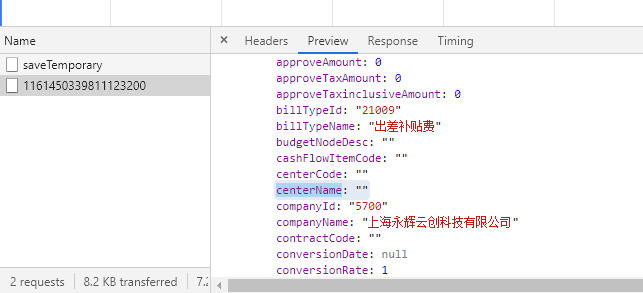 Name
saveTemporary
1161450339811123200
2 requests
8.2 KB transferred
7.2
× Headers Preview Response Timing
approveAmount: 0
approveTaxAmount: 0
approveTaxinclusiveAmount: 0
billTypeId: "21009"
billTypeName: "出差补贴费"
budgetNodeDesc: ""
cashFlowItemCode: ""
centerCode: ""
centerName: ""
companyId: "5700"
companyName: "上海永辉云创科技有限公司"
contractCode: ""
conversionDate: null
conversionRate: 1